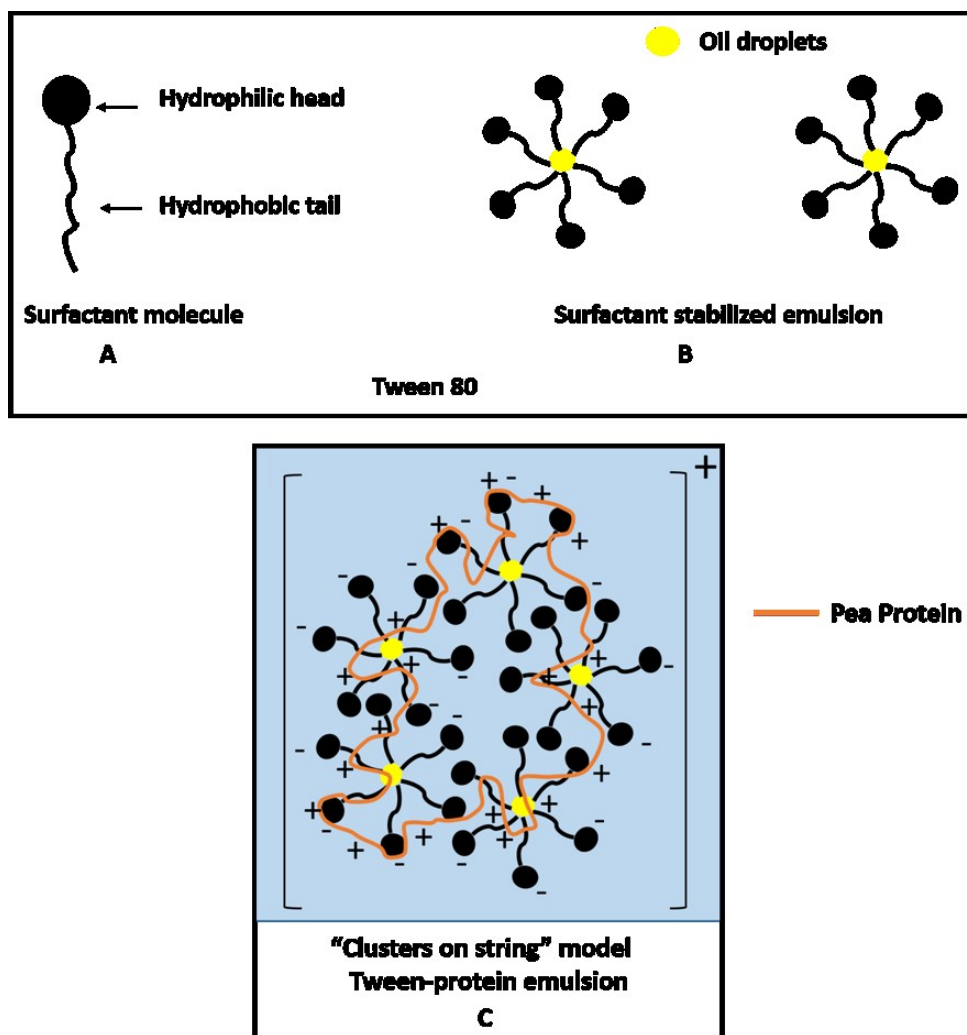 Oil droplets
Hydrophilic head
Hydrophobic tail
Surfactant molecule
A
Surfactant stabilized emulsion
B
Tween 80
+
Pea Protein
“Clusters on string” model
Tween-protein emulsion
C